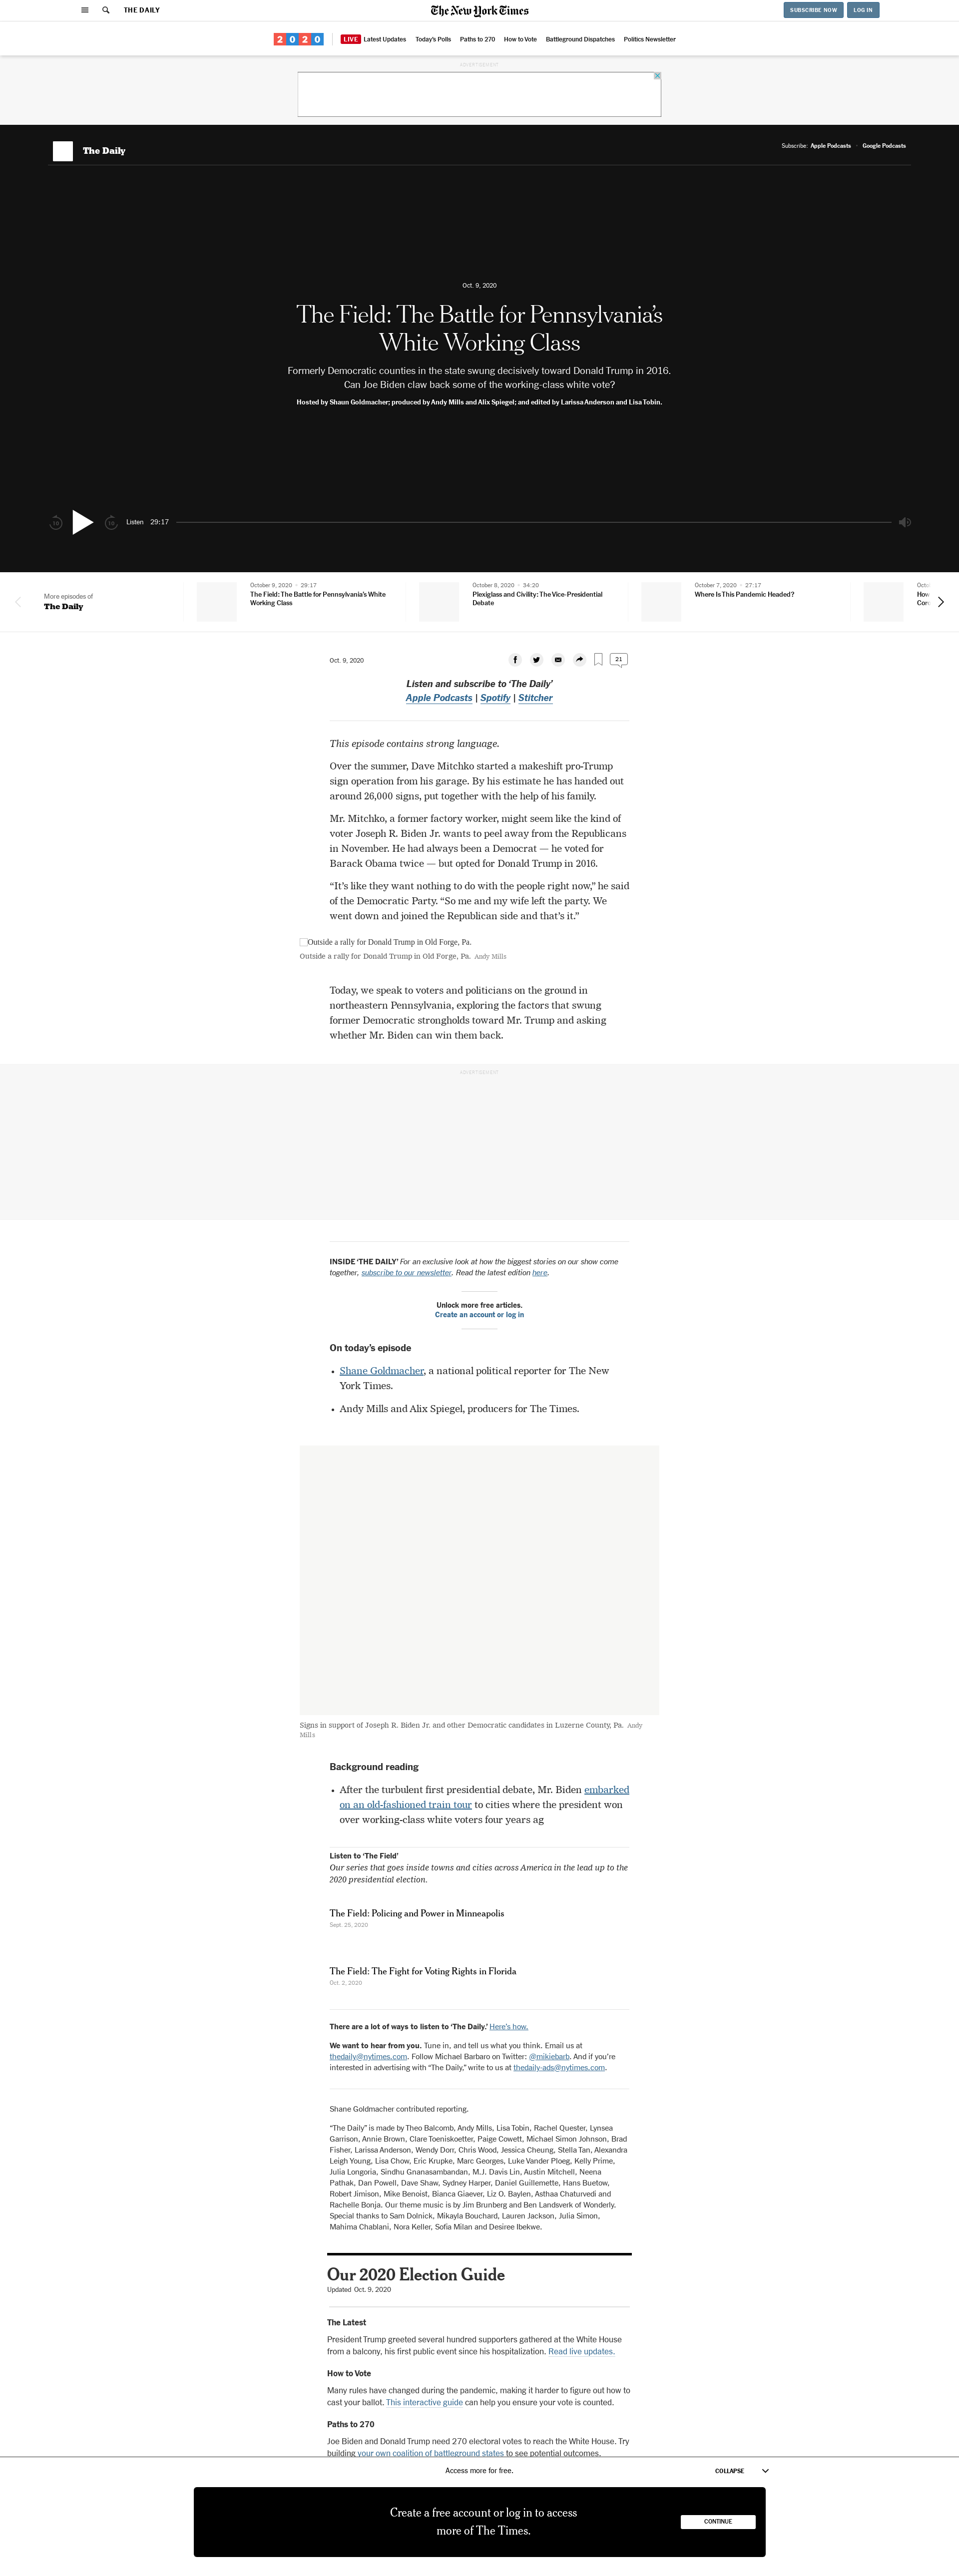 THE DAILY
The New York Times
SUBSCRIBE NOW
LOG IN
2020
LIVE Latest Updates Today's Polls Paths to 270 How to Vote Battleground Dispatches Politics Newsletter
ADVERTISEMENT
The Daily
Subscribe: Apple Podcasts · Google Podcasts
Oct. 9, 2020
The Field: The Battle for Pennsylvania's
White Working Class
Formerly Democratic counties in the state swung decisively toward Donald Trump in 2016.
Can Joe Biden claw back some of the working-class white vote?
Hosted by Shaun Goldmacher; produced by Andy Mills and Alix Spiegel; and edited by Larissa Anderson and Lisa Tobin.
10
10
Listen 29:17
More episodes of
The Daily
October 9, 2020 • 29:17
The Field: The Battle for Pennsylvania's White
Working Class
October 8, 2020 • 34:20
Plexiglass and Civility: The Vice-Presidential
Debate
October 7, 2020 • 27:17
Where Is This Pandemic Headed?
Oct. 9, 2020
21
Listen and subscribe to 'The Daily'
Apple Podcasts | Spotify | Stitcher
This episode contains strong language.
Over the summer, Dave Mitchko started a makeshift pro-Trump
sign operation from his garage. By his estimate he has handed out
around 26,000 signs, put together with the help of his family.
Mr. Mitchko, a former factory worker, might seem like the kind of
voter Joseph R. Biden Jr. wants to peel away from the Republicans
in November. He had always been a Democrat — he voted for
Barack Obama twice — but opted for Donald Trump in 2016.
"It's like they want nothing to do with the people right now," he said
of the Democratic Party. "So me and my wife left the party. We
went down and joined the Republican side and that's it."
Outside a rally for Donald Trump in Old Forge, Pa.
Outside a rally for Donald Trump in Old Forge, Pa. Andy Mills
Today, we speak to voters and politicians on the ground in
northeastern Pennsylvania, exploring the factors that swung
former Democratic strongholds toward Mr. Trump and asking
whether Mr. Biden can win them back.
ADVERTISEMENT
INSIDE 'THE DAILY' For an exclusive look at how the biggest stories on our show come
together, subscribe to our newsletter. Read the latest edition here.
Unlock more free articles.
Create an account or log in
On today's episode
• Shane Goldmacher, a national political reporter for The New
York Times.
• Andy Mills and Alix Spiegel, producers for The Times.
Signs in support of Joseph R. Biden Jr. and other Democratic candidates in Luzerne County, Pa. Andy
Mills
Background reading
• After the turbulent first presidential debate, Mr. Biden embarked
on an old-fashioned train tour to cities where the president won
over working-class white voters four years ag
Listen to 'The Field'
Our series that goes inside towns and cities across America in the lead up to the
2020 presidential election.
The Field: Policing and Power in Minneapolis
Sept. 25, 2020
The Field: The Fight for Voting Rights in Florida
Oct. 2, 2020
There are a lot of ways to listen to 'The Daily.' Here's how.
We want to hear from you. Tune in, and tell us what you think. Email us at
thedaily@nytimes.com. Follow Michael Barbaro on Twitter: @mikiebarb. And if you're
interested in advertising with "The Daily," write to us at thedaily-ads@nytimes.com.
Shane Goldmacher contributed reporting.
"The Daily" is made by Theo Balcomb, Andy Mills, Lisa Tobin, Rachel Quester, Lynsea
Garrison, Annie Brown, Clare Toeniskoetter, Paige Cowett, Michael Simon Johnson, Brad
Fisher, Larissa Anderson, Wendy Dorr, Chris Wood, Jessica Cheung, Stella Tan, Alexandra
Leigh Young, Lisa Chow, Eric Krupke, Marc Georges, Luke Vander Ploeg, Kelly Prime,
Julia Longoria, Sindhu Gnanasambandan, M.J. Davis Lin, Austin Mitchell, Neena
Pathak, Dan Powell, Dave Shaw, Sydney Harper, Daniel Guillemette, Hans Buetow,
Robert Jimison, Mike Benoist, Bianca Giaever, Liz O. Baylen, Asthaa Chaturvedi and
Rachelle Bonja. Our theme music is by Jim Brunberg and Ben Landsverk of Wonderly.
Special thanks to Sam Dolnick, Mikayla Bouchard, Lauren Jackson, Julia Simon,
Mahima Chablani, Nora Keller, Sofia Milan and Desiree Ibekwe.
Our 2020 Election Guide
Updated Oct. 9, 2020
The Latest
President Trump greeted several hundred supporters gathered at the White House
from a balcony, his first public event since his hospitalization. Read live updates.
How to Vote
Many rules have changed during the pandemic, making it harder to figure out how to
cast your ballot. This interactive guide can help you ensure your vote is counted.
Paths to 270
Joe Biden and Donald Trump need 270 electoral votes to reach the White House. Try
building your own coalition of battleground states to see potential outcomes.
Access more for free.
COLLAPSE
Create a free account or log in to access
more of The Times.
CONTINUE